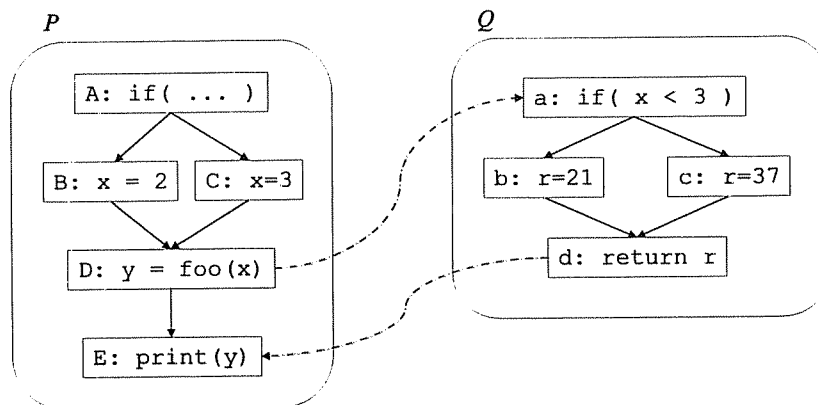 P
A: if( ... )
B: x = 2
C: x=3
D: y = foo(x)
E: print(y)
Q
a: if( x < 3 )
b: r=21
c: r=37
d: return r